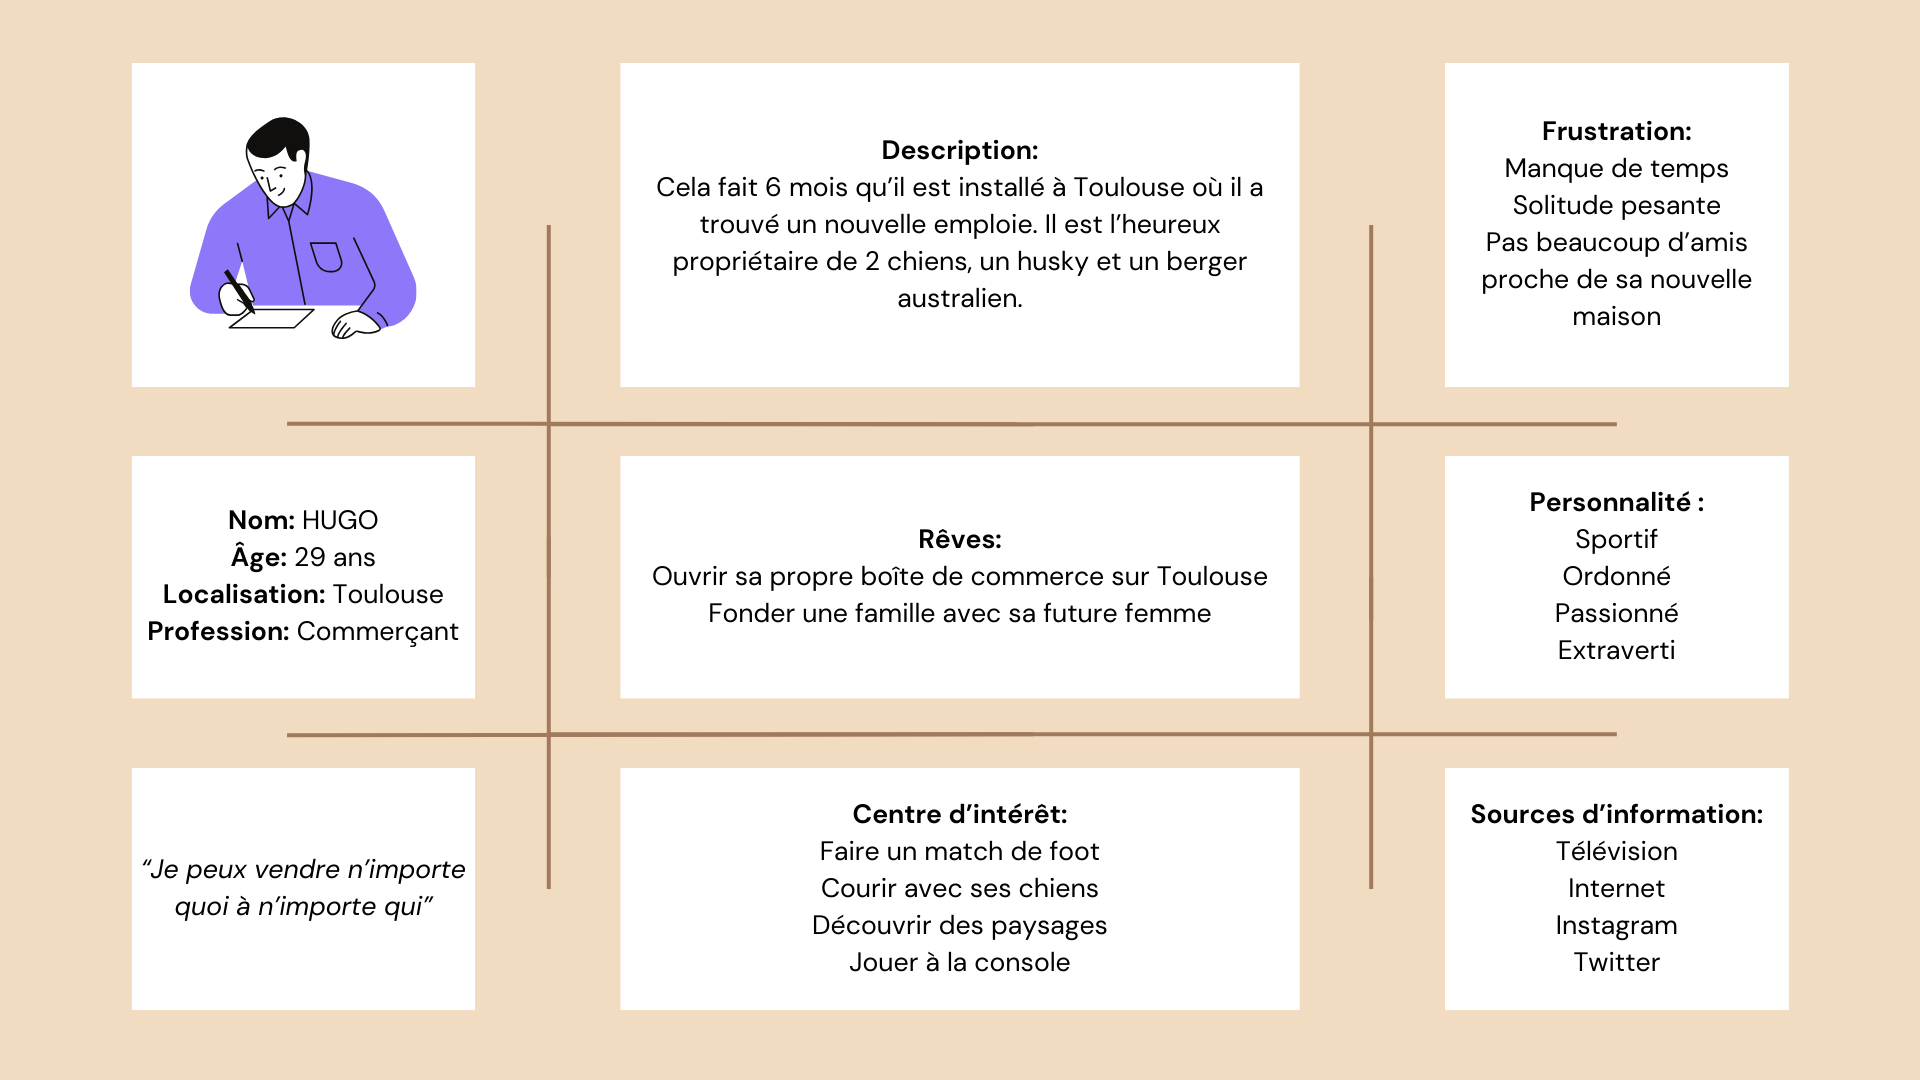 Description:
Cela fait 6 mois qu’il est installé à Toulouse où il a
trouvé un nouvelle emploie. Il est l’heureux
propriétaire de 2 chiens, un husky et un berger
australien.
Frustration:
Manque de temps
Solitude pesante
Pas beaucoup d’amis
proche de sa nouvelle
maison
Nom: HUGO
Âge: 29 ans
Localisation: Toulouse
Profession: Commerçant
Rêves:
Ouvrir sa propre boîte de commerce sur Toulouse
Fonder une famille avec sa future femme
Personnalité :
Sportif
Ordonné
Passionné
Extraverti
“Je peux vendre n’importe
quoi à n’importe qui”
Centre d’intérêt:
Faire un match de foot
Courir avec ses chiens
Découvrir des paysages
Jouer à la console
Sources d’information:
Télévision
Internet
Instagram
Twitter